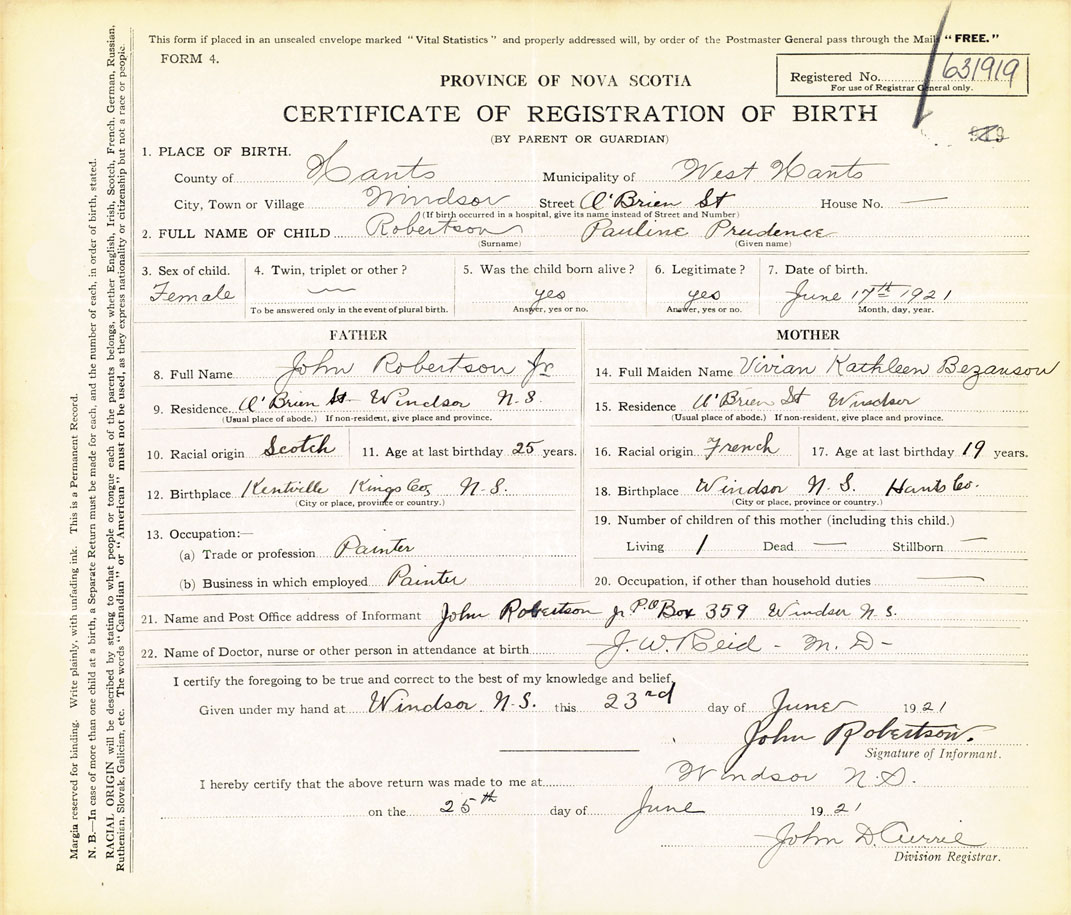 This form if placed in an unsealed envelope marked "Vital Statistics" and properly addressed will, by order of the Postmaster General pass through the Mail "FREE."
FORM 4.
Registered No. 631919
For use of Registrar General only.
PROVINCE OF NOVA SCOTIA
CERTIFICATE OF REGISTRATION OF BIRTH
(BY PARENT OR GUARDIAN)
1. PLACE OF BIRTH.
County of Hants Municipality of West Hants
City, Town or Village Windsor Street O'Brien St House No. —
(If birth occurred in a hospital, give its name instead of Street and Number)
2. FULL NAME OF CHILD Robertson Pauline Prudence
(Surname) (Given name)
3. Sex of child. 4. Twin, triplet or other? 5. Was the child born alive? 6. Legitimate? 7. Date of birth.
Female — yes yes June 17th 1921
To be answered only in the event of plural birth. Answer, yes or no. Answer, yes or no. Month, day, year.
FATHER
8. Full Name John Robertson Jr
9. Residence O'Brien St Windsor N.S.
(Usual place of abode.) If non-resident, give place and province.
10. Racial origin Scotch 11. Age at last birthday 25 years.
12. Birthplace Kentville Kings Co, N.S.
(City or place, province or country.)
13. Occupation:—
(a) Trade or profession Painter
(b) Business in which employed Painter
MOTHER
14. Full Maiden Name Vivian Kathleen Bezanson
15. Residence O'Brien St Windsor
(Usual place of abode.) If non-resident, give place and province.
16. Racial origin French 17. Age at last birthday 19 years.
18. Birthplace Windsor N.S. Hants Co.
(City or place, province or country.)
19. Number of children of this mother (including this child.)
Living 1 Dead — Stillborn —
20. Occupation, if other than household duties —
21. Name and Post Office address of Informant John Robertson Jr. P.O Box 359 Windsor N.S.
22. Name of Doctor, nurse or other person in attendance at birth J. W. Reid - M. D -
I certify the foregoing to be true and correct to the best of my knowledge and belief,
Given under my hand at Windsor N.S. this 23rd day of June 1921
John Robertson.
Signature of Informant.
I hereby certify that the above return was made to me at Windsor N.S.
on the 25th day of June 1921
John D. Currie
Division Registrar.
Margia reserved for binding. Write plainly, with unfading ink. This is a Permanent Record.
N. B.—In case of more than one child at a birth, a Separate Return must be made for each, and the number of each, in order of birth, stated.
RACIAL ORIGIN will be described by stating to what people or tongue each of the parents belongs, whether English, Irish, Scotch, French, German, Russian,
Ruthenian, Slovak, Galician, etc. The words "Canadian" or "American" must not be used, as they express nationality or citizenship but not a race or people.